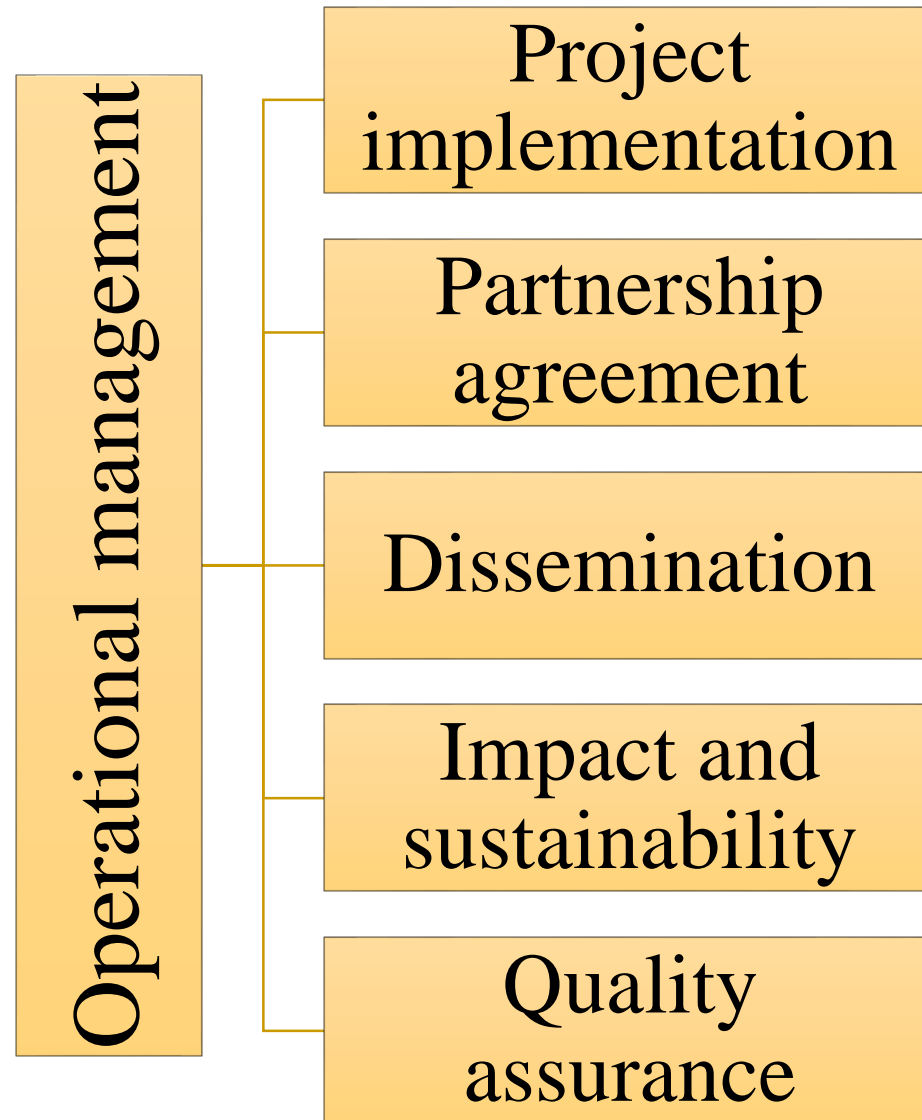 Operational management
Project
implementation
Partnership
agreement
Dissemination
Impact and
sustainability
Quality
assurance